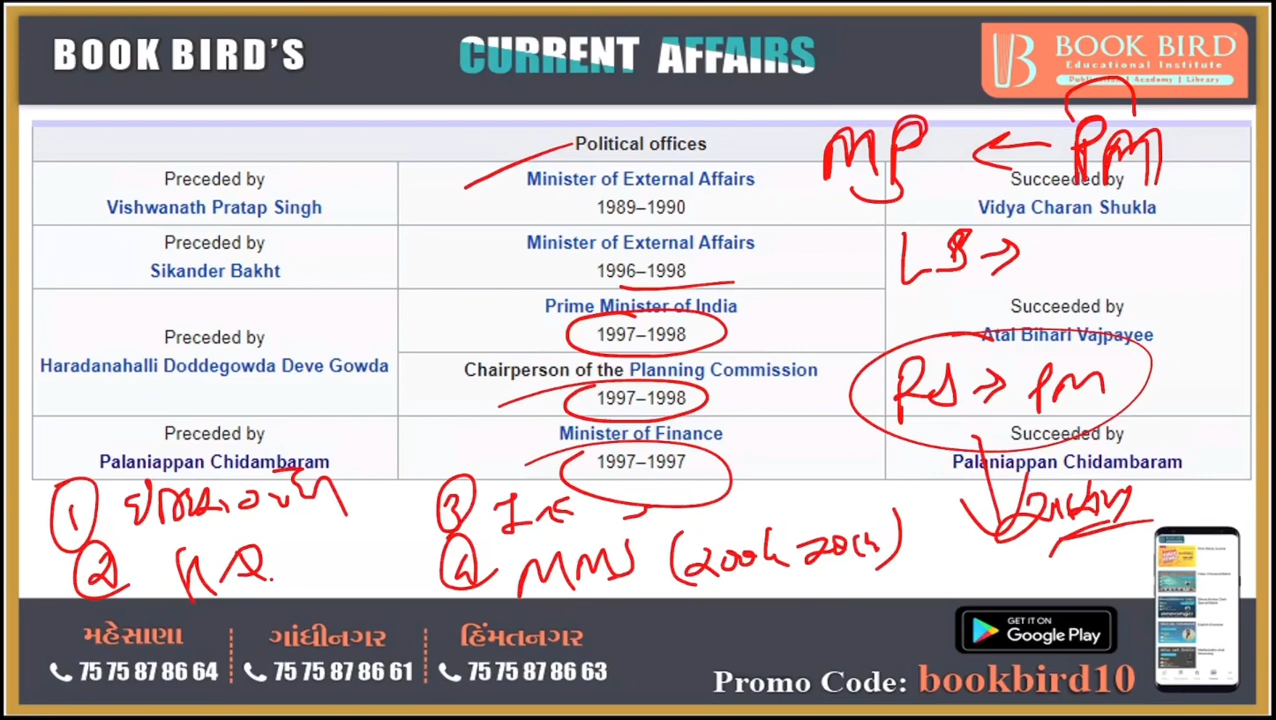 BOOK BIRD'S
CURRENT AFFAIRS
BOOK BIRD
Educational Institute
Publication | Academy | Library
Political offices
MP ← PM
Preceded by
Vishwanath Pratap Singh
Minister of External Affairs
1989–1990
Succeeded by
Vidya Charan Shukla
Preceded by
Sikander Bakht
Minister of External Affairs
1996–1998
LS →
Preceded by
Haradanahalli Doddegowda Deve Gowda
Prime Minister of India
1997–1998
Chairperson of the Planning Commission
1997–1998
Succeeded by
Atal Bihari Vajpayee
RS → PM
Preceded by
Palaniappan Chidambaram
Minister of Finance
1997–1997
Succeeded by
Palaniappan Chidambaram
①
②
③
④ MMS
મહેસાણા
75 75 87 86 64
ગાંધીનગર
75 75 87 86 61
હિંમતનગર
75 75 87 86 63
GET IT ON
Google Play
Promo Code: bookbird10